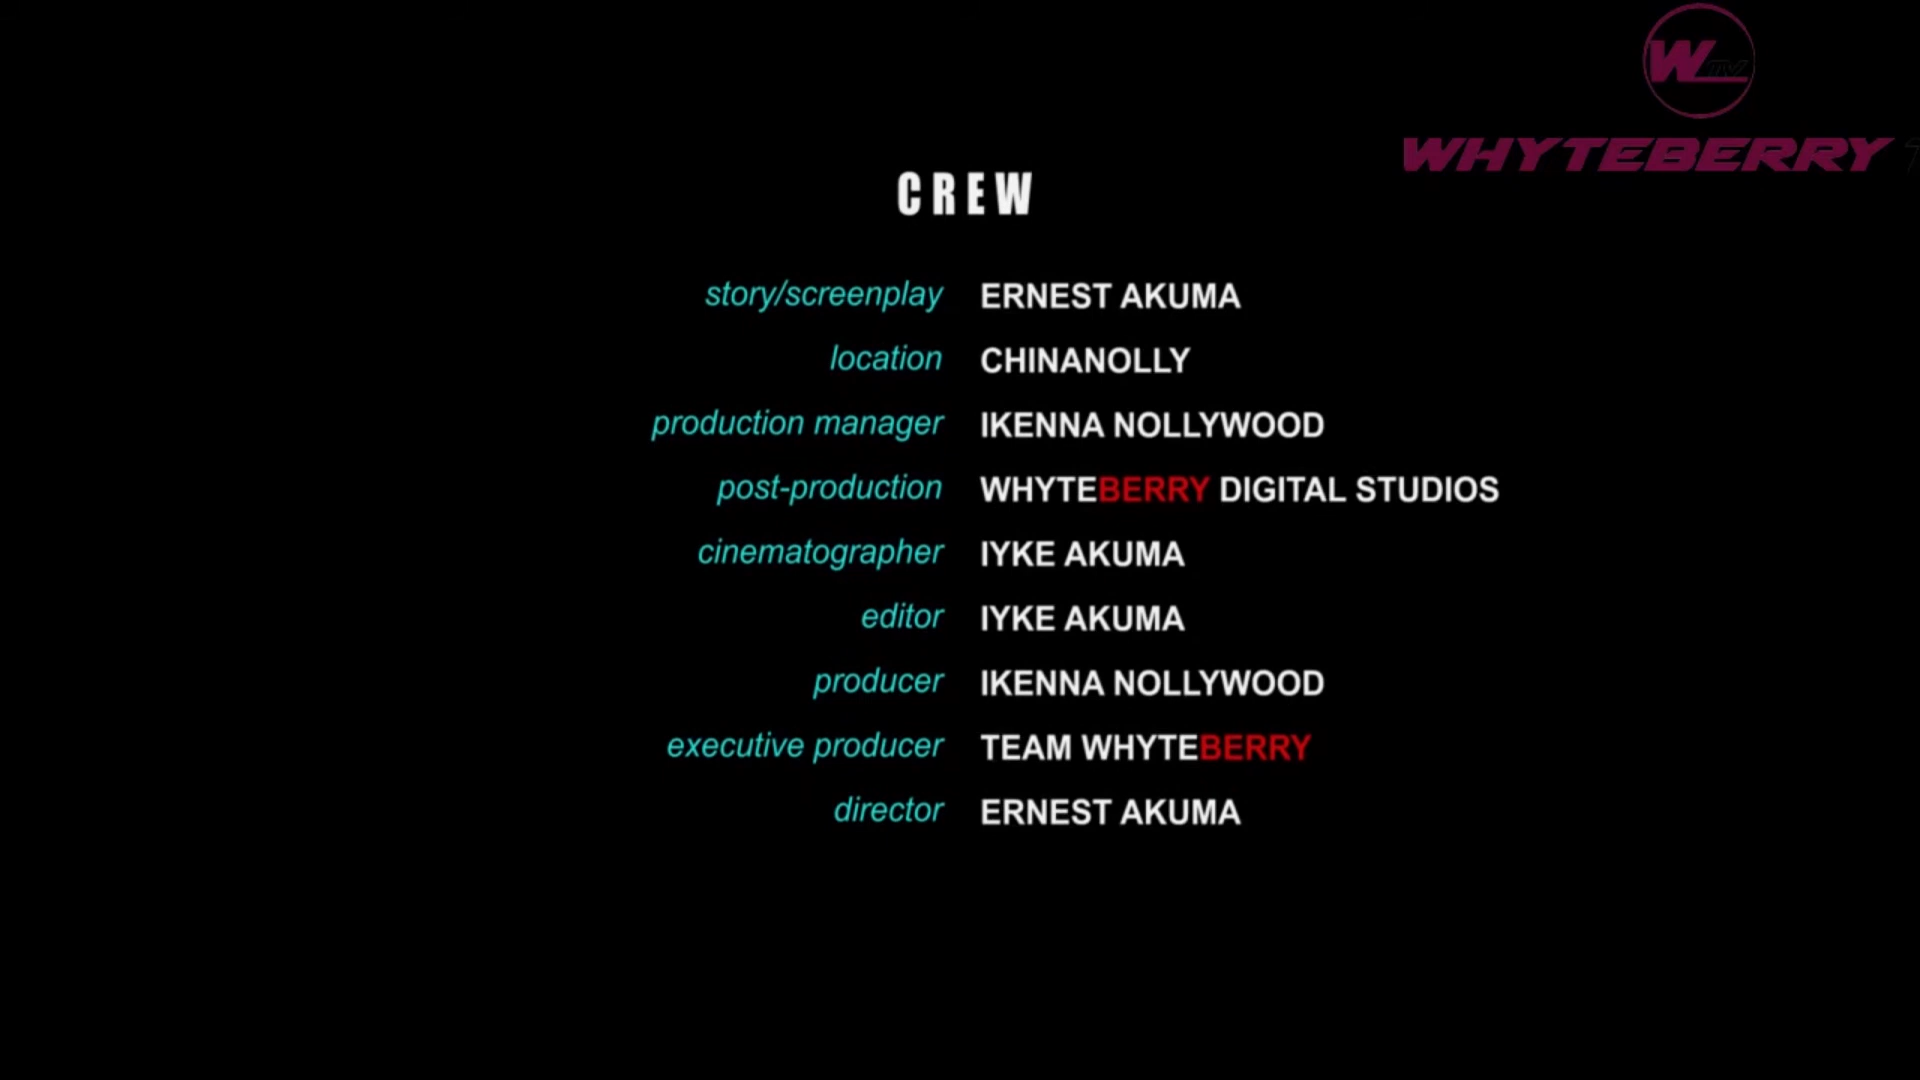 W TV
WHYTEBERRY
CREW
story/screenplay ERNEST AKUMA
location CHINANOLLY
production manager IKENNA NOLLYWOOD
post-production WHYTEBERRY DIGITAL STUDIOS
cinematographer IYKE AKUMA
editor IYKE AKUMA
producer IKENNA NOLLYWOOD
executive producer TEAM WHYTEBERRY
director ERNEST AKUMA